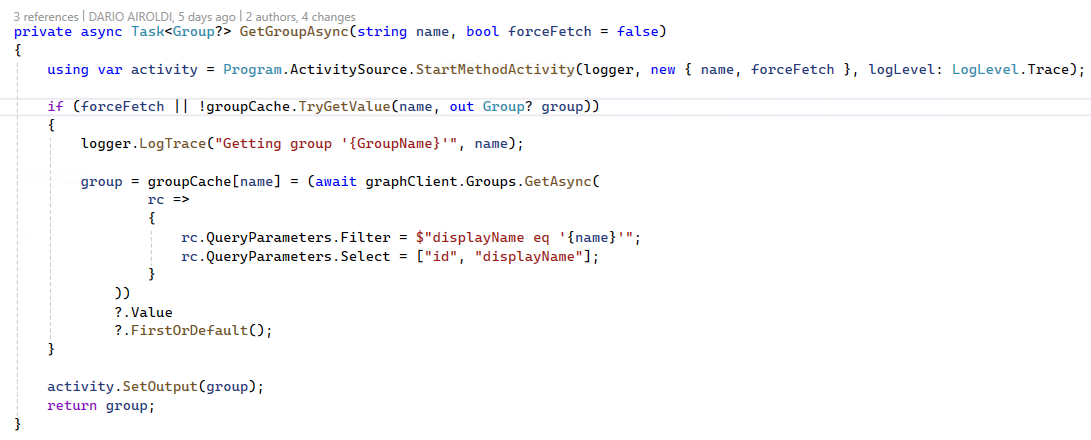 3 references | DARIO AIROLDI, 5 days ago | 2 authors, 4 changes
private async Task<Group?> GetGroupAsync(string name, bool forceFetch = false)
{
    using var activity = Program.ActivitySource.StartMethodActivity(logger, new { name, forceFetch }, logLevel: LogLevel.Trace);
    if (forceFetch || !groupCache.TryGetValue(name, out Group? group))
    {
        logger.LogTrace("Getting group '{GroupName}'", name);
        group = groupCache[name] = (await graphClient.Groups.GetAsync(
                rc =>
                {
                    rc.QueryParameters.Filter = $"displayName eq '{name}'";
                    rc.QueryParameters.Select = ["id", "displayName"];
                }
            ))
            ?.Value
            ?.FirstOrDefault();
    }
    activity.SetOutput(group);
    return group;
}